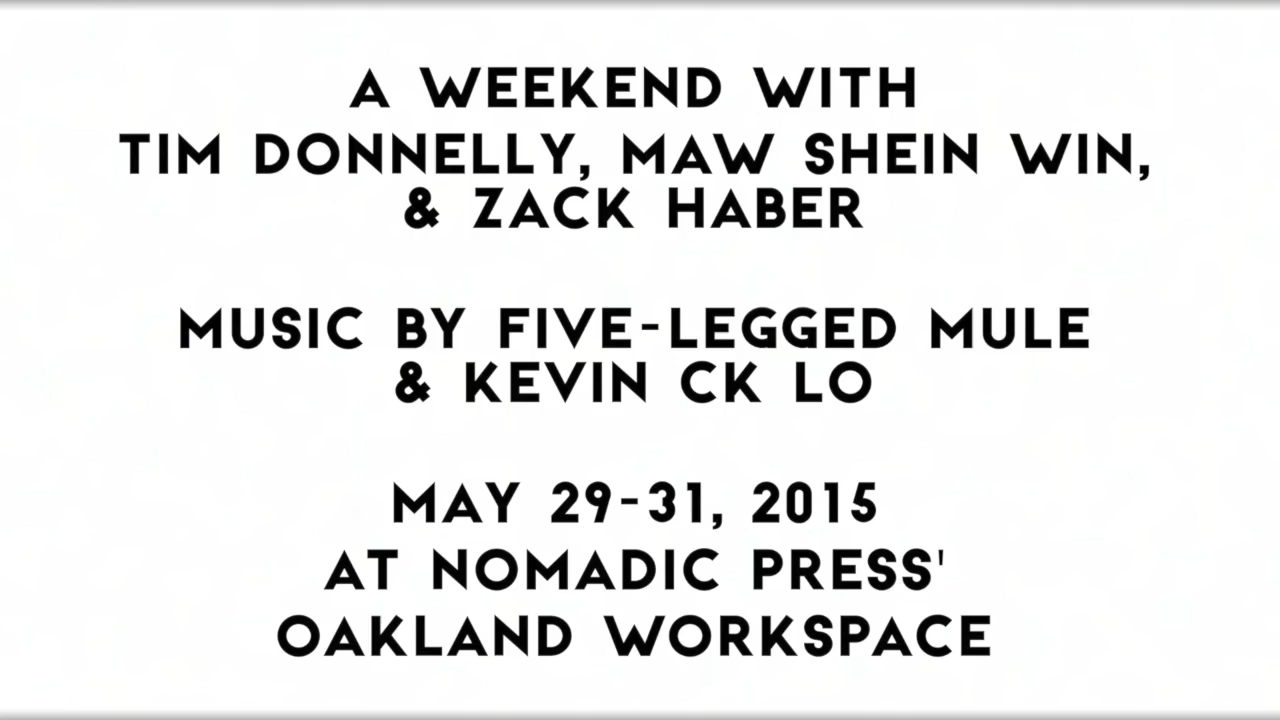 A WEEKEND WITH
TIM DONNELLY, MAW SHEIN WIN,
& ZACK HABER
MUSIC BY FIVE-LEGGED MULE
& KEVIN CK LO
MAY 29-31, 2015
AT NOMADIC PRESS'
OAKLAND WORKSPACE